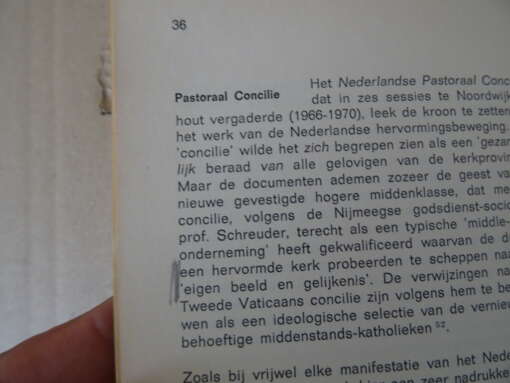 36
Pastoraal Concilie Het Nederlandse Pastoraal Conc
dat in zes sessies te Noordwijk
hout vergaderde (1966-1970), leek de kroon te zetten
het werk van de Nederlandse hervormingsbeweging.
'concilie' wilde het zich begrepen zien als een 'gezam
lijk beraad van alle gelovigen van de kerkprovin
Maar de documenten ademen zozeer de geest va
nieuwe gevestigde hogere middenklasse, dat me
concilie, volgens de Nijmeegse godsdienst-socio
prof. Schreuder, terecht als een typische 'middle-
onderneming' heeft gekwalificeerd waarvan de d
een hervormde kerk probeerden te scheppen naa
'eigen beeld en gelijkenis'. De verwijzingen na
Tweede Vaticaans concilie zijn volgens hem te be
wen als een ideologische selectie van de vernie
behoeftige middenstands-katholieken 52.
Zoals bij vrijwel elke manifestatie van het Nede
een zeer nadrukke